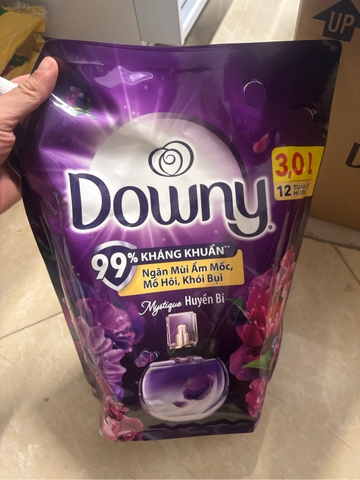 UP
Downy
3,0L
12 TUẦN
HƯƠNG
99% KHÁNG KHUẨN**
Ngăn Mùi Ẩm Mốc,
Mồ Hôi, Khói Bụi
Mystique Huyền Bí